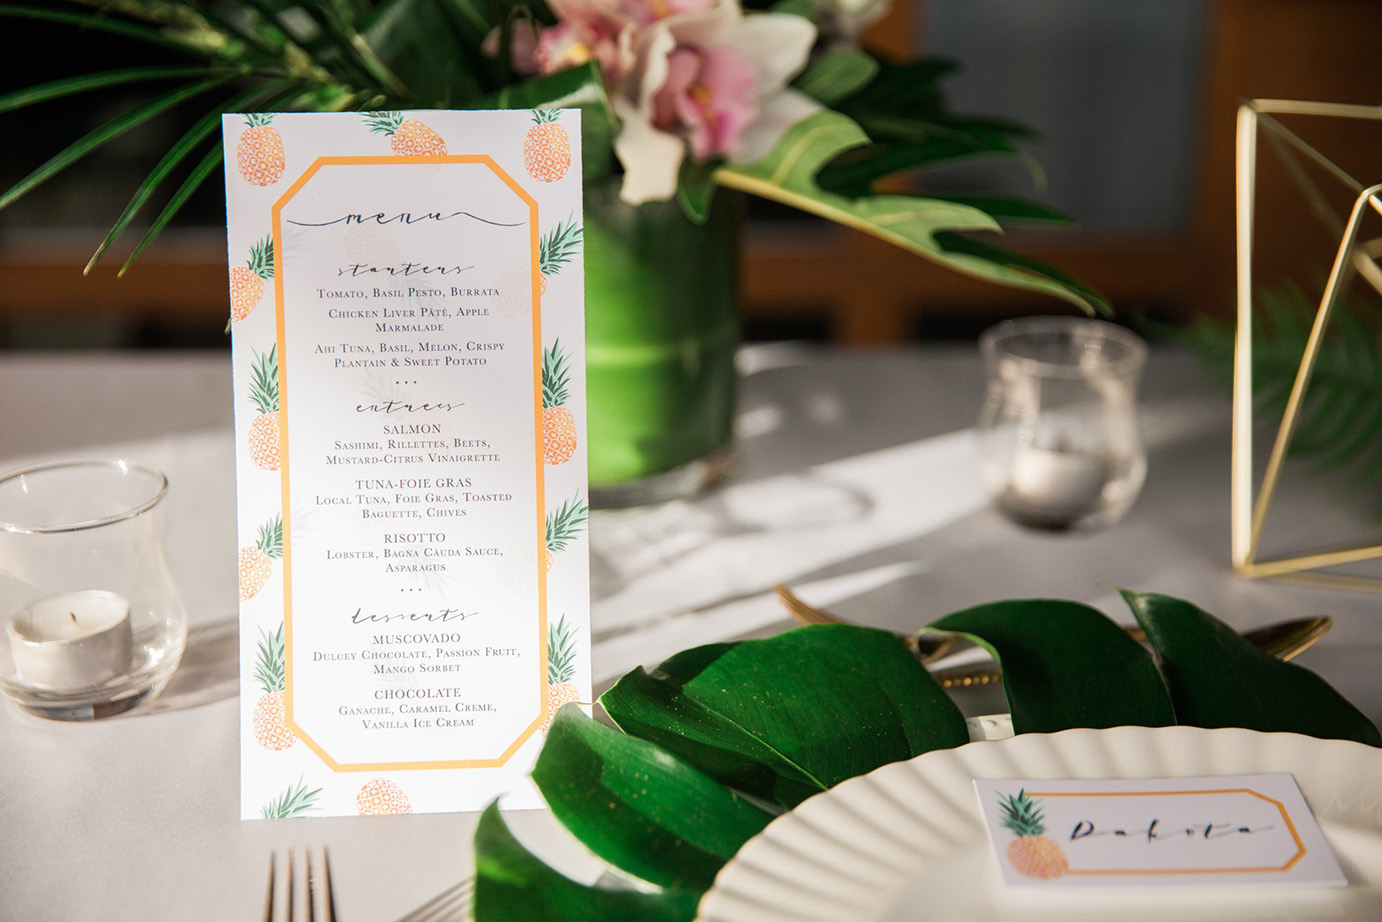 menu
starters
Tomato, Basil Pesto, Burrata
Chicken Liver Pâté, Apple
Marmalade
Ahi Tuna, Basil, Melon, Crispy
Plantain & Sweet Potato
...
entrees
SALMON
Sashimi, Rillettes, Beets,
Mustard-Citrus Vinaigrette
TUNA-FOIE GRAS
Local Tuna, Foie Gras, Toasted
Baguette, Chives
RISOTTO
Lobster, Bagna Càuda Sauce,
Asparagus
...
desserts
MUSCOVADO
Dulcey Chocolate, Passion Fruit,
Mango Sorbet
CHOCOLATE
Ganache, Caramel Creme,
Vanilla Ice Cream
Dakota